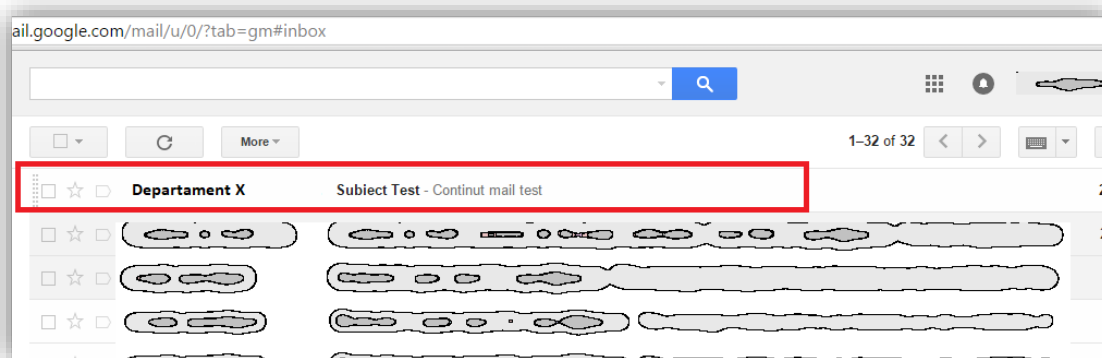 ail.google.com/mail/u/0/?tab=gm#inbox
More
1–32 of 32
Departament X Subiect Test - Continut mail test